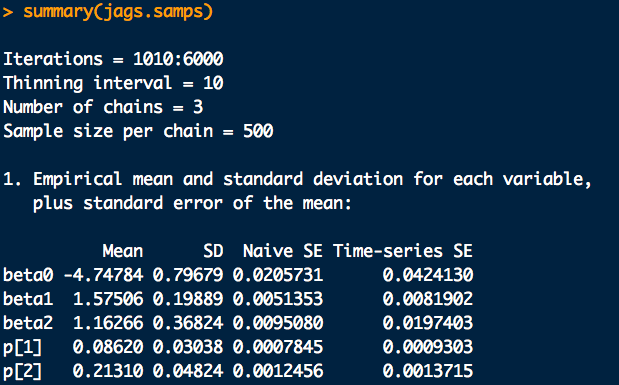 > summary(jags.samps)
Iterations = 1010:6000
Thinning interval = 10
Number of chains = 3
Sample size per chain = 500
1. Empirical mean and standard deviation for each variable,
plus standard error of the mean:
Mean SD Naive SE Time-series SE
beta0 -4.74784 0.79679 0.0205731 0.0424130
beta1 1.57506 0.19889 0.0051353 0.0081902
beta2 1.16266 0.36824 0.0095080 0.0197403
p[1] 0.08620 0.03038 0.0007845 0.0009303
p[2] 0.21310 0.04824 0.0012456 0.0013715